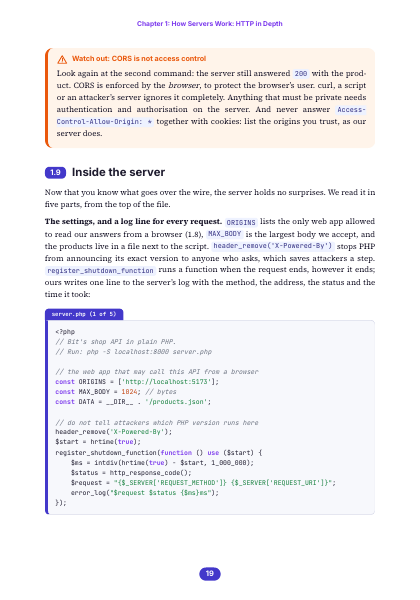 Chapter 1: How Servers Work: HTTP in Depth
Watch out: CORS is not access control
Look again at the second command: the server still answered 200 with the prod-
uct. CORS is enforced by the browser, to protect the browser's user. curl, a script
or an attacker's server ignores it completely. Anything that must be private needs
authentication and authorisation on the server. And never answer Access-
Control-Allow-Origin: * together with cookies: list the origins you trust, as our
server does.
1.9 Inside the server
Now that you know what goes over the wire, the server holds no surprises. We read it in
five parts, from the top of the file.
The settings, and a log line for every request. ORIGINS lists the only web app allowed
to read our answers from a browser (1.8), MAX_BODY is the largest body we accept, and
the products live in a file next to the script. header_remove('X-Powered-By') stops PHP
from announcing its exact version to anyone who asks, which saves attackers a step.
register_shutdown_function runs a function when the request ends, however it ends;
ours writes one line to the server's log with the method, the address, the status and the
time it took:
server.php (1 of 5)
<?php
// Bit's shop API in plain PHP.
// Run: php -S localhost:8000 server.php
// the web app that may call this API from a browser
const ORIGINS = ['http://localhost:5173'];
const MAX_BODY = 1024; // bytes
const DATA = __DIR__ . '/products.json';
// do not tell attackers which PHP version runs here
header_remove('X-Powered-By');
$start = hrtime(true);
register_shutdown_function(function () use ($start) {
    $ms = intdiv(hrtime(true) - $start, 1_000_000);
    $status = http_response_code();
    $request = "{$_SERVER['REQUEST_METHOD']} {$_SERVER['REQUEST_URI']}";
    error_log("$request $status {$ms}ms");
});
19